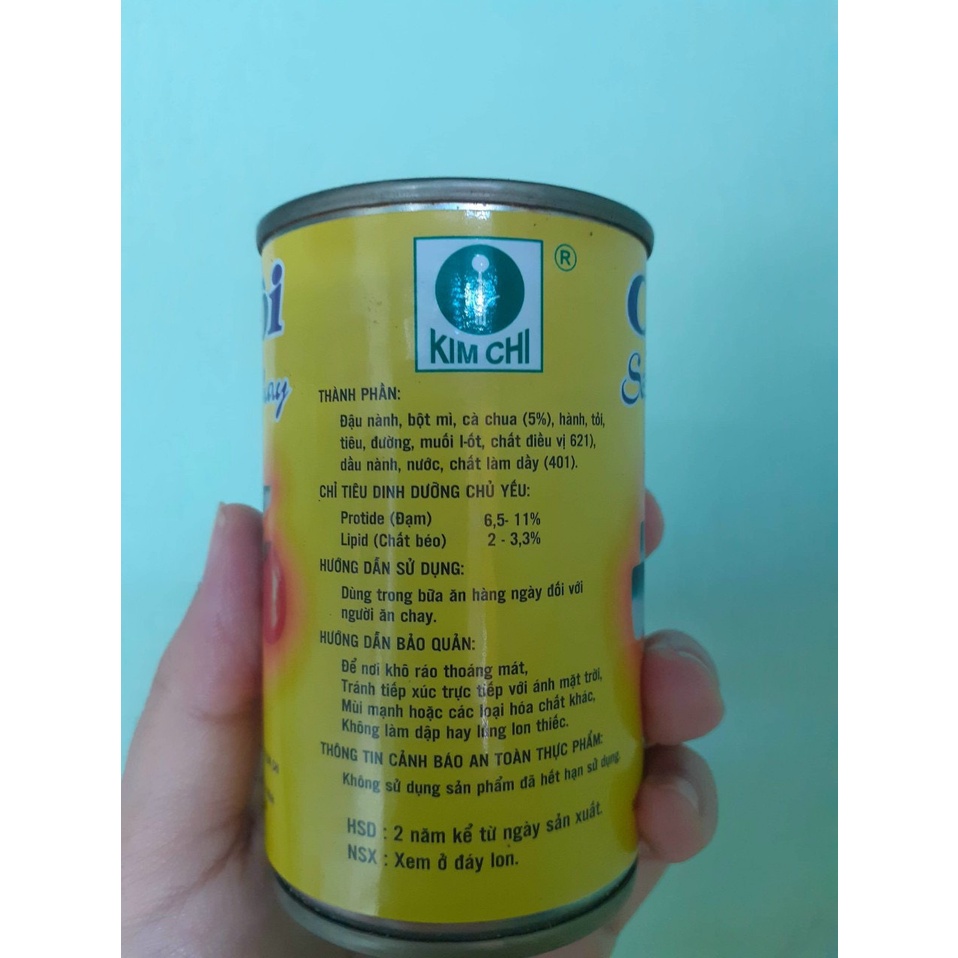 KIM CHI
®
THÀNH PHẦN:
Đậu nành, bột mì, cà chua (5%), hành, tỏi,
tiêu, đường, muối I-ốt, chất điều vị 621),
dầu nành, nước, chất làm dầy (401).
CHỈ TIÊU DINH DƯỠNG CHỦ YẾU:
Protide (Đạm) 6,5- 11%
Lipid (Chất béo) 2 - 3,3%
HƯỚNG DẪN SỬ DỤNG:
Dùng trong bữa ăn hàng ngày đối với
người ăn chay.
HƯỚNG DẪN BẢO QUẢN:
Để nơi khô ráo thoáng mát,
Tránh tiếp xúc trực tiếp với ánh mặt trời,
Mùi mạnh hoặc các loại hóa chất khác,
Không làm dập hay lủng lon thiếc.
THÔNG TIN CẢNH BÁO AN TOÀN THỰC PHẨM:
Không sử dụng sản phẩm đã hết hạn sử dụng.
HSD : 2 năm kể từ ngày sản xuất.
NSX : Xem ở đáy lon.